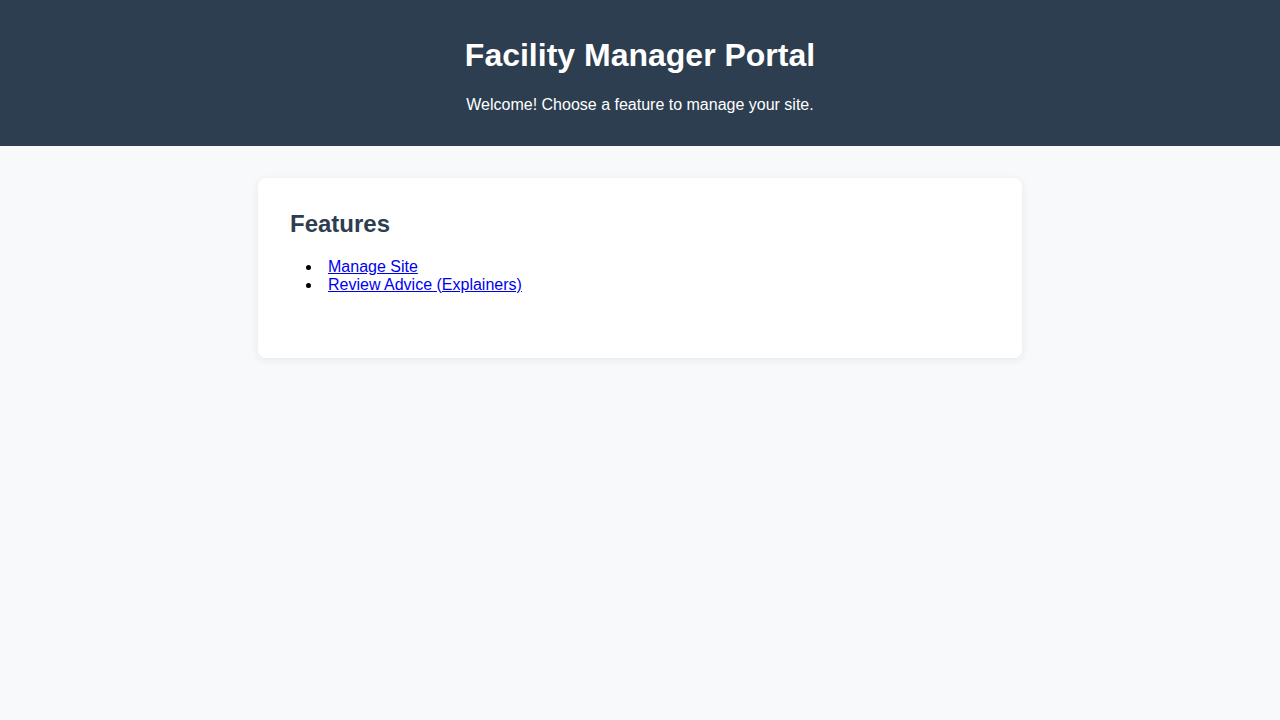 Facility Manager Portal
Welcome! Choose a feature to manage your site.
Features
Manage Site
Review Advice (Explainers)